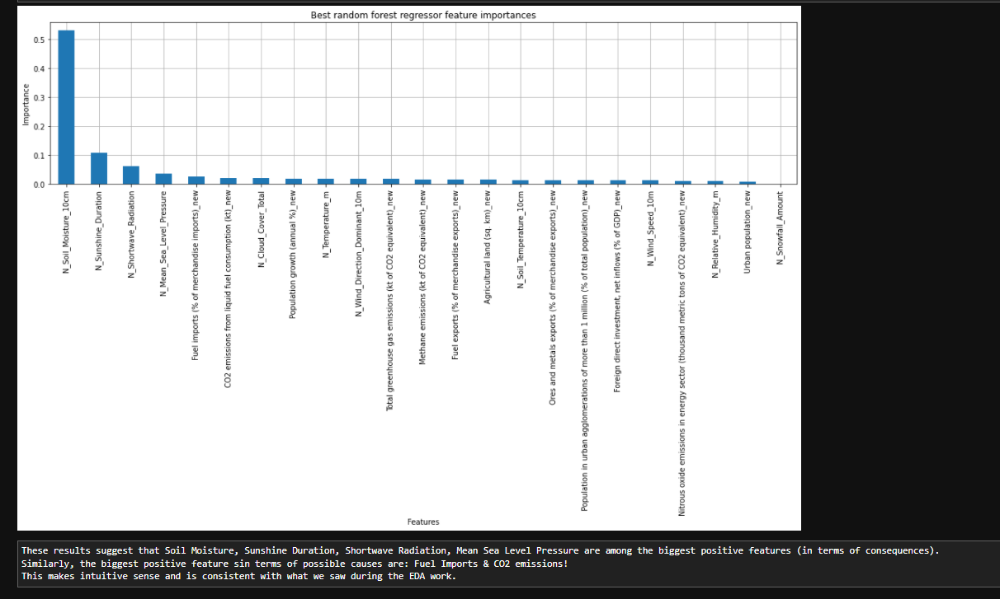 Best random forest regressor feature importances
0.5
0.4
0.3
0.2
0.1
0.0
Importance
N_Soil_Moisture_10cm
N_Sunshine_Duration
N_Shortwave_Radiation
N_Mean_Sea_Level_Pressure
Fuel imports (% of merchandise imports)_new
CO2 emissions from liquid fuel consumption (kt)_new
N_Cloud_Cover_Total
Population growth (annual %)_new
N_Temperature_m
N_Wind_Direction_Dominant_10m
Total greenhouse gas emissions (kt of CO2 equivalent)_new
Methane emissions (kt of CO2 equivalent)_new
Fuel exports (% of merchandise exports)_new
Agricultural land (sq. km)_new
N_Soil_Temperature_10cm
Ores and metals exports (% of merchandise exports)_new
Population in urban agglomerations of more than 1 million (% of total population)_new
Foreign direct investment, net inflows (% of GDP)_new
N_Wind_Speed_10m
Nitrous oxide emissions in energy sector (thousand metric tons of CO2 equivalent)_new
N_Relative_Humidity_m
Urban population_new
N_Snowfall_Amount
Features
These results suggest that Soil Moisture, Sunshine Duration, Shortwave Radiation, Mean Sea Level Pressure are among the biggest positive features (in terms of consequences).
Similarly, the biggest positive feature sin terms of possible causes are: Fuel Imports & CO2 emissions!
This makes intuitive sense and is consistent with what we saw during the EDA work.